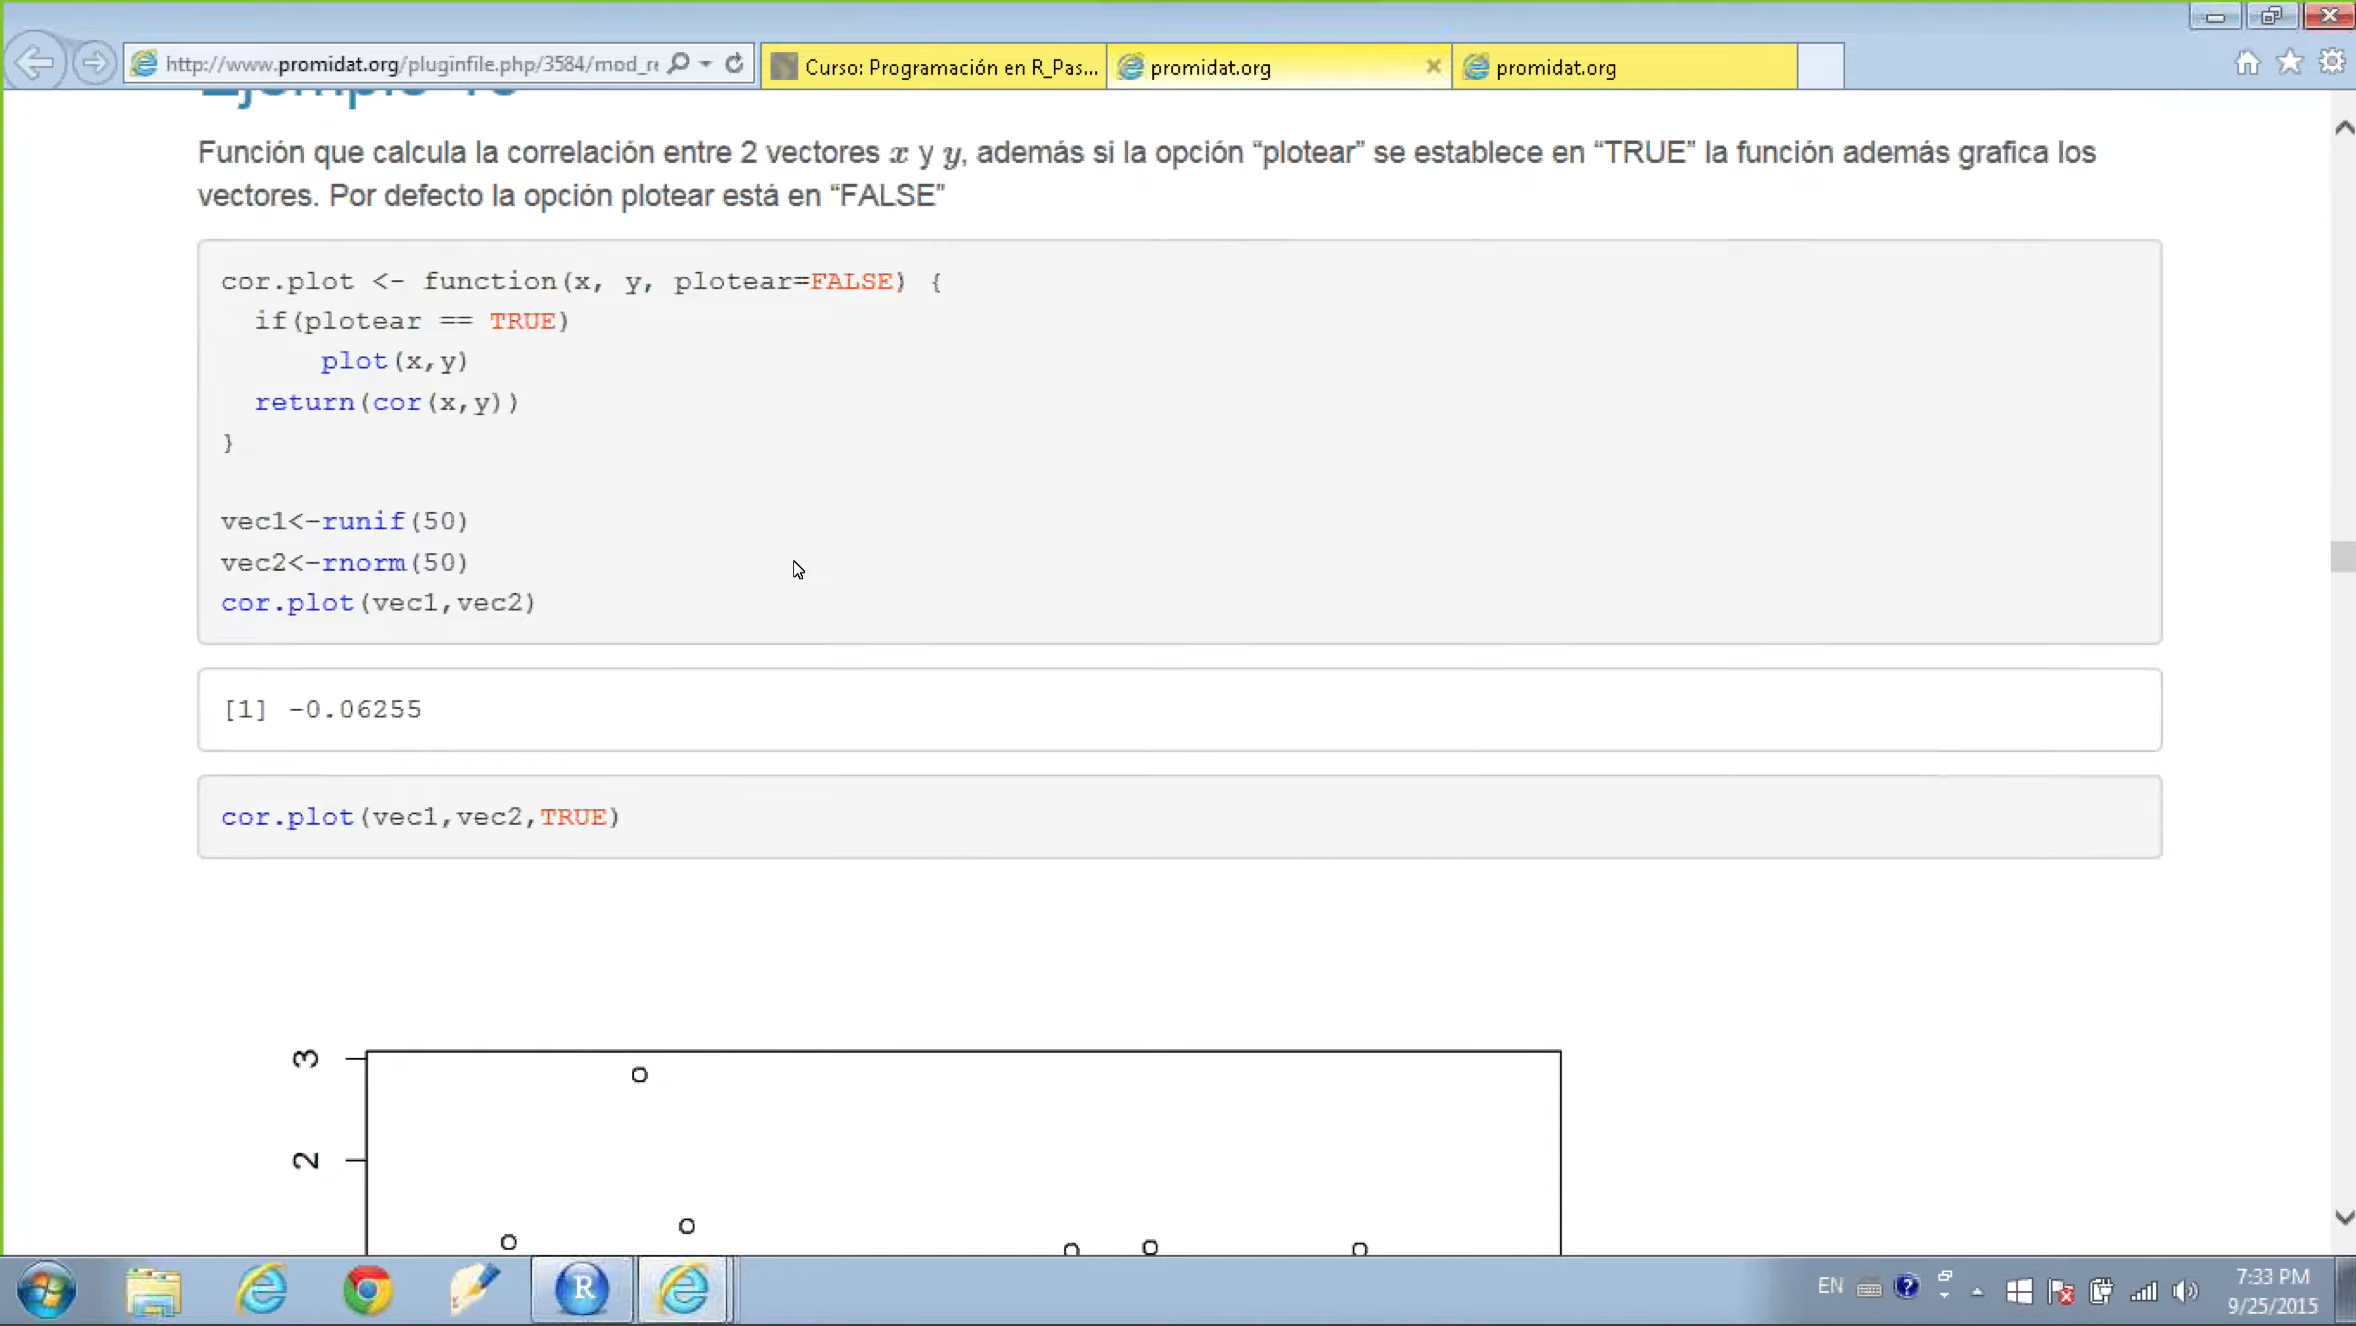 http://www.promidat.org/pluginfile.php/3584/mod_re
Curso: Programación en R_Pas...
promidat.org
promidat.org
Función que calcula la correlación entre 2 vectores x y y, además si la opción “plotear” se establece en “TRUE” la función además grafica los
vectores. Por defecto la opción plotear está en “FALSE”
cor.plot <- function(x, y, plotear=FALSE) {
if(plotear == TRUE)
plot(x,y)
return(cor(x,y))
}
vec1<-runif(50)
vec2<-rnorm(50)
cor.plot(vec1,vec2)
[1] -0.06255
cor.plot(vec1,vec2,TRUE)
3
2
R
EN
7:33 PM
9/25/2015